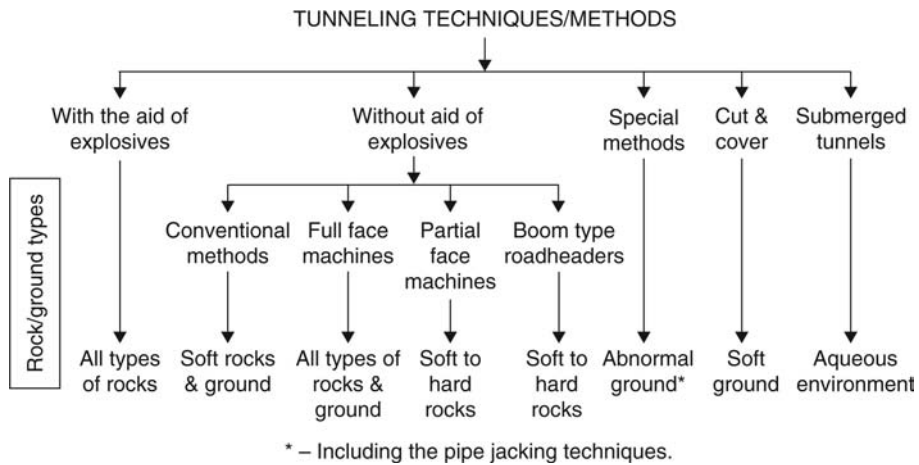 TUNNELING TECHNIQUES/METHODS
With the aid of
explosives
Without aid of
explosives
Special
methods
Cut &
cover
Submerged
tunnels
Rock/ground types
Conventional
methods
Full face
machines
Partial
face
machines
Boom type
roadheaders
All types
of rocks
Soft rocks
& ground
All types of
rocks &
ground
Soft to
hard
rocks
Soft to
hard
rocks
Abnormal
ground*
Soft
ground
Aqueous
environment
* – Including the pipe jacking techniques.